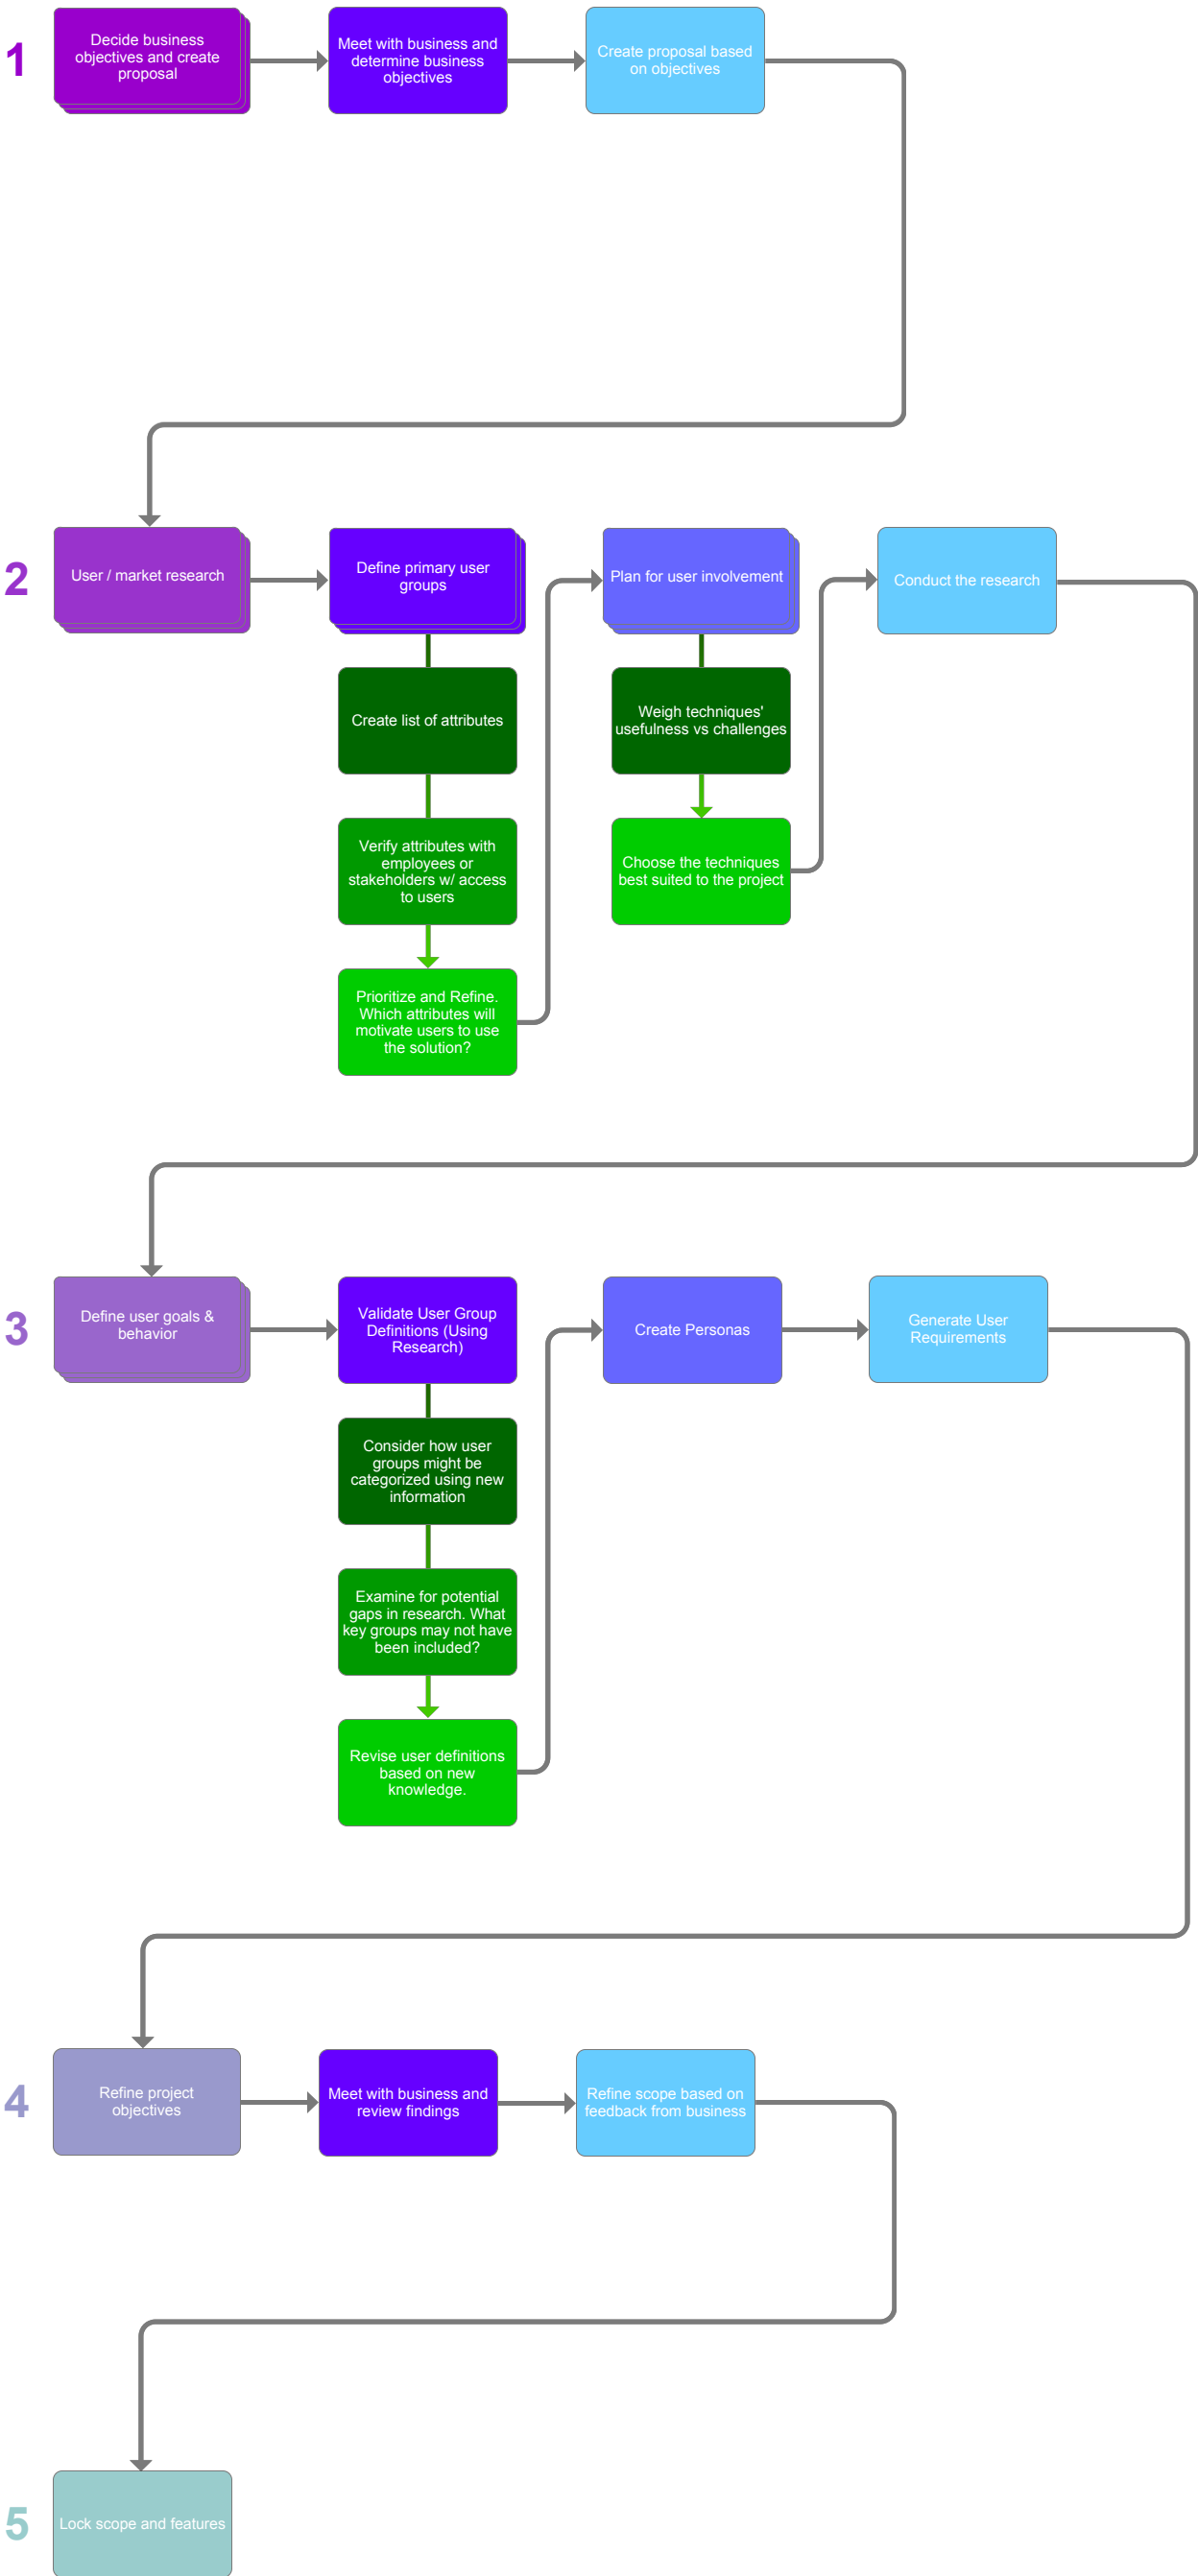 1
Decide business
objectives and create
proposal
Meet with business and
determine business
objectives
Create proposal based
on objectives
2
User / market research
Define primary user
groups
Plan for user involvement
Conduct the research
Create list of attributes
Weigh techniques'
usefulness vs challenges
Verify attributes with
employees or
stakeholders w/ access
to users
Choose the techniques
best suited to the project
Prioritize and Refine.
Which attributes will
motivate users to use
the solution?
3
Define user goals &
behavior
Validate User Group
Definitions (Using
Research)
Create Personas
Generate User
Requirements
Consider how user
groups might be
categorized using new
information
Examine for potential
gaps in research. What
key groups may not have
been included?
Revise user definitions
based on new
knowledge.
4
Refine project
objectives
Meet with business and
review findings
Refine scope based on
feedback from business
5
Lock scope and features